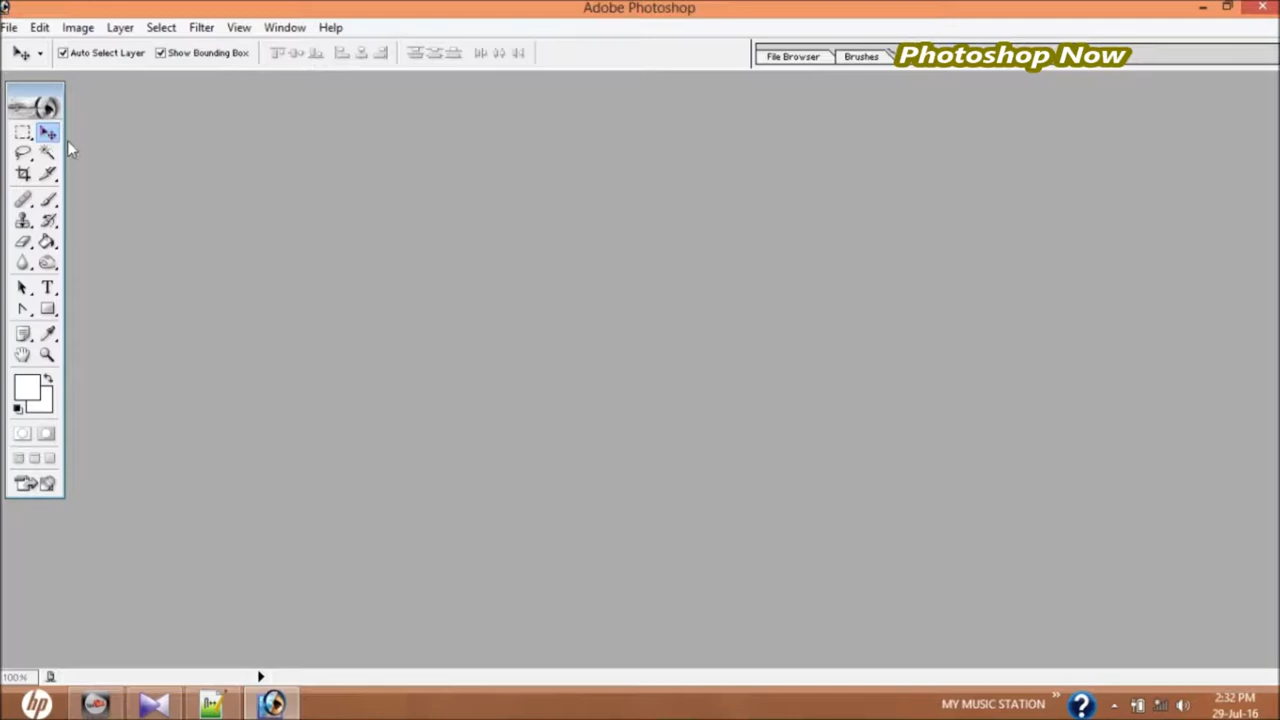 Adobe Photoshop
File Edit Image Layer Select Filter View Window Help
Auto Select Layer Show Bounding Box File Browser Brushes Photoshop Now
T
100%
hp MY MUSIC STATION » ? 2:32 PM
29-Jul-16